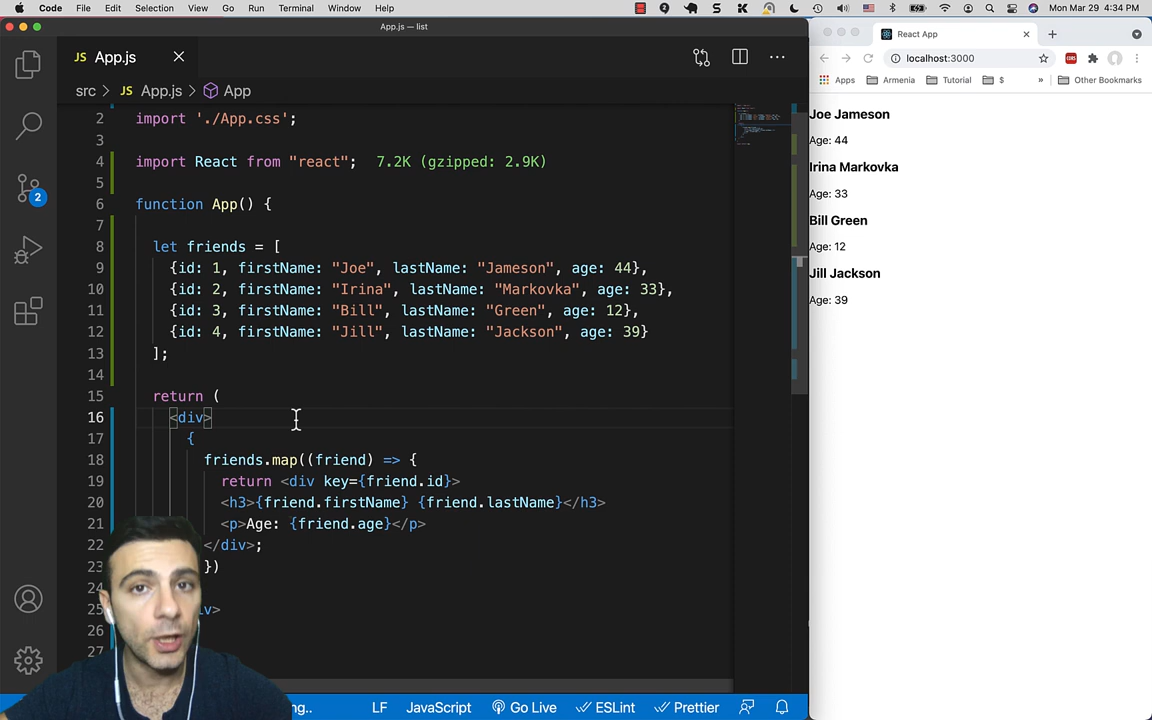 Code File Edit Selection View Go Run Terminal Window Help Mon Mar 29 4:34 PM
App.js — list
JS App.js
src > JS App.js > App
2 import './App.css';
3
4 import React from "react"; 7.2K (gzipped: 2.9K)
5
6 function App() {
7
8 let friends = [
9 {id: 1, firstName: "Joe", lastName: "Jameson", age: 44},
10 {id: 2, firstName: "Irina", lastName: "Markovka", age: 33},
11 {id: 3, firstName: "Bill", lastName: "Green", age: 12},
12 {id: 4, firstName: "Jill", lastName: "Jackson", age: 39}
13 ];
14
15 return (
16 <div>
17 {
18 friends.map((friend) => {
19 return <div key={friend.id}>
20 <h3>{friend.firstName} {friend.lastName}</h3>
21 <p>Age: {friend.age}</p>
22 </div>;
23 })
24
25 iv>
26
27
2
ng.. LF JavaScript Go Live ESLint Prettier
React App
localhost:3000
Apps Armenia Tutorial $ » Other Bookmarks
Joe Jameson
Age: 44
Irina Markovka
Age: 33
Bill Green
Age: 12
Jill Jackson
Age: 39